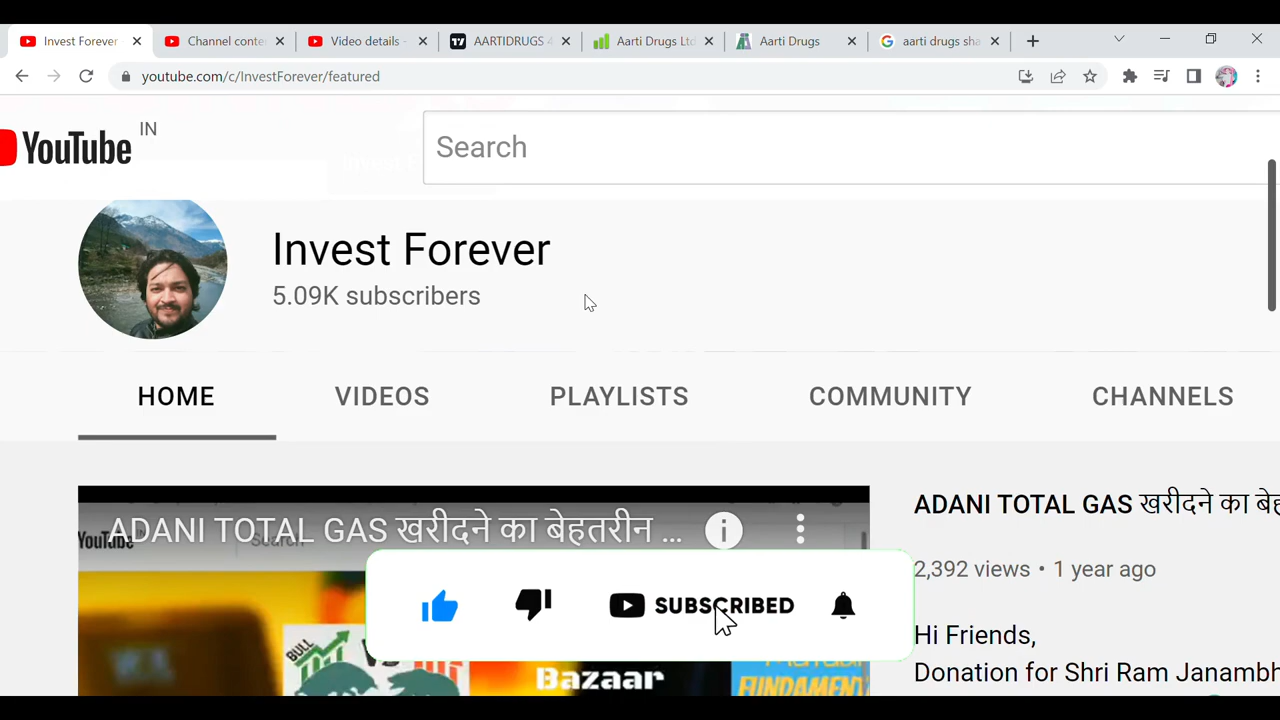 Invest Forever
Channel conte
Video details -
AARTIDRUGS 4
Aarti Drugs Ltd
Aarti Drugs
aarti drugs sha
youtube.com/c/InvestForever/featured
YouTube IN
Search
Invest Forever
5.09K subscribers
HOME VIDEOS PLAYLISTS COMMUNITY CHANNELS
ADANI TOTAL GAS खरीदने का बेहतरीन ...
ADANI TOTAL GAS खरीदने का बेह
2,392 views • 1 year ago
SUBSCRIBED
Hi Friends,
Donation for Shri Ram Janambh
BULL
Bazaar
FUNDAMEN